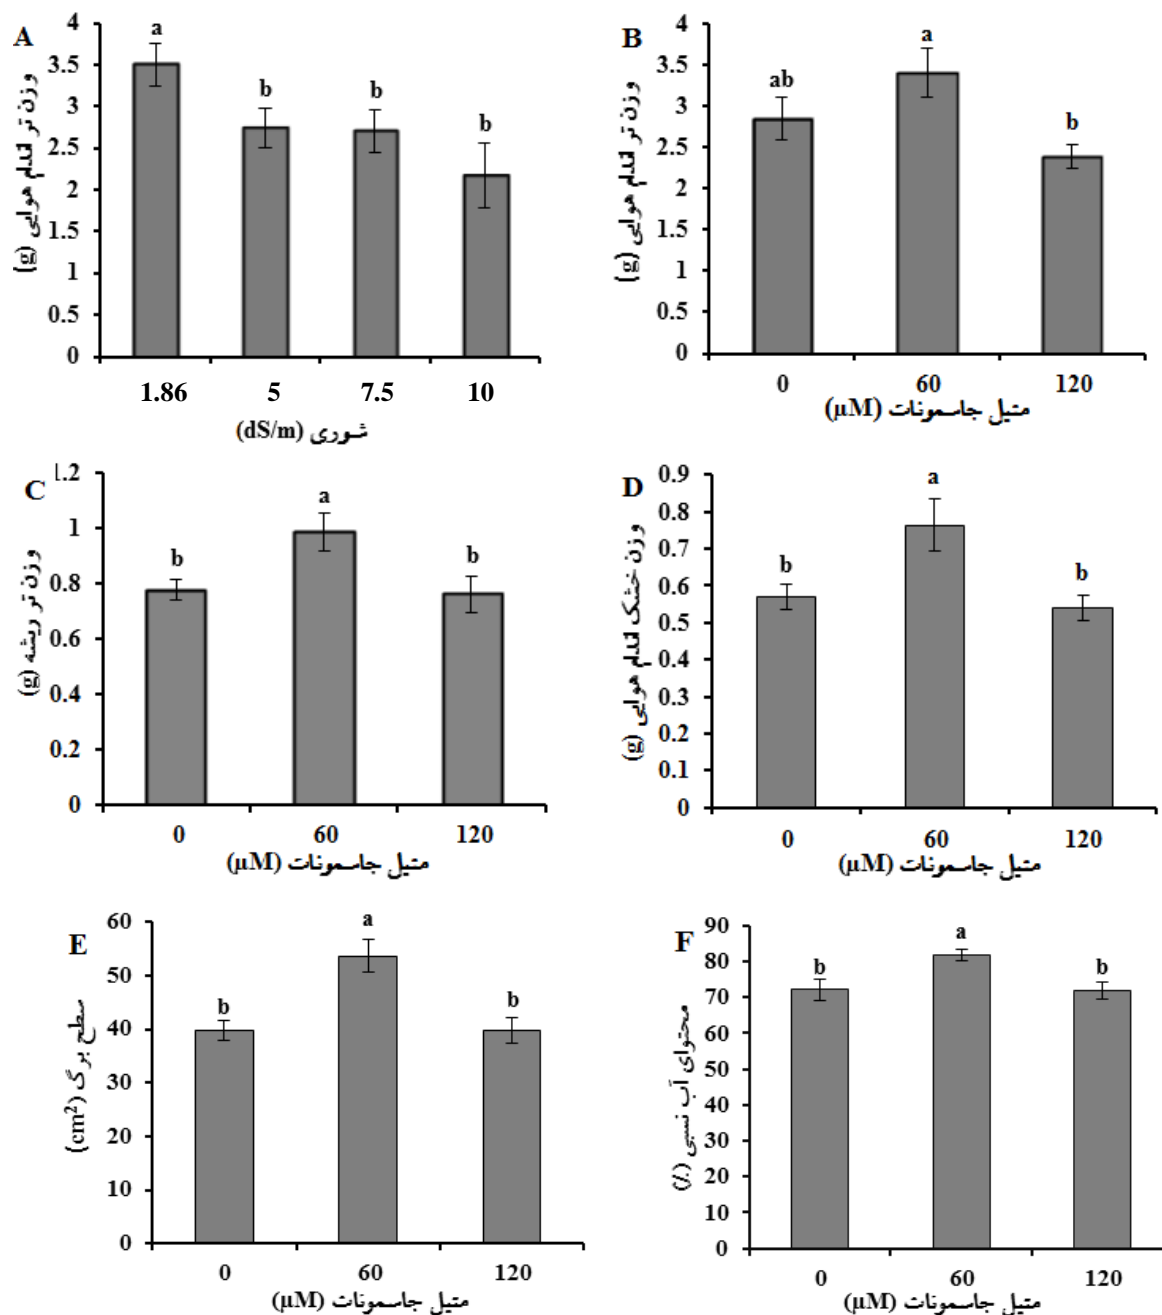 A
وزن تر اندام هوایی (g)
4
3.5
3
2.5
2
1.5
1
0.5
0
a
b
b
b
1.86 5 7.5 10
شوری (dS/m)
B
وزن تر اندام هوایی (g)
4
3.5
3
2.5
2
1.5
1
0.5
0
ab
a
b
0 60 120
متیل جاسمونات (µM)
C
وزن تر ریشه (g)
1.2
1
0.8
0.6
0.4
0.2
0
b
a
b
0 60 120
متیل جاسمونات (µM)
D
وزن خشک اندام هوایی (g)
0.9
0.8
0.7
0.6
0.5
0.4
0.3
0.2
0.1
0
b
a
b
0 60 120
متیل جاسمونات (µM)
E
سطح برگ (cm²)
60
50
40
30
20
10
0
b
a
b
0 60 120
متیل جاسمونات (µM)
F
محتوای آب نسبی (٪)
90
80
70
60
50
40
30
20
10
0
b
a
b
0 60 120
متیل جاسمونات (µM)